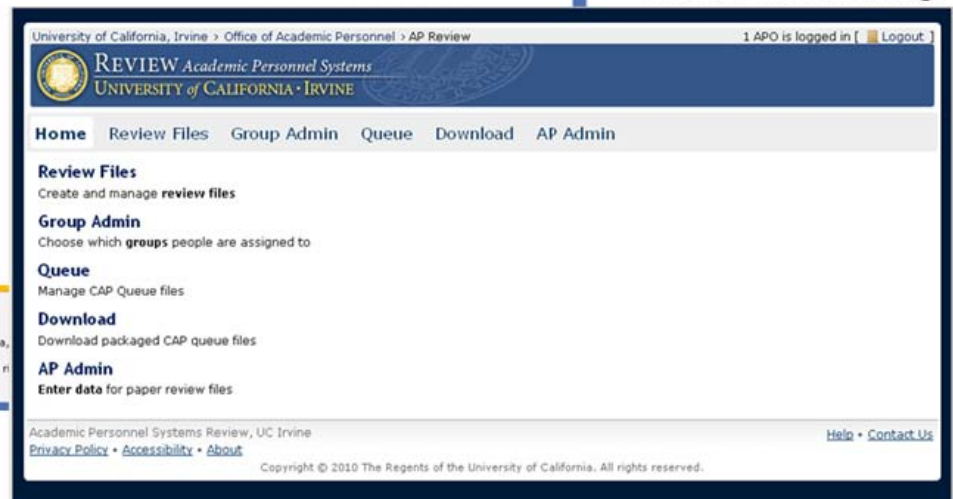 University of California, Irvine › Office of Academic Personnel › AP Review
1 APO is logged in [ Logout ]
REVIEW Academic Personnel Systems
UNIVERSITY of CALIFORNIA • IRVINE
Home Review Files Group Admin Queue Download AP Admin
Review Files
Create and manage review files
Group Admin
Choose which groups people are assigned to
Queue
Manage CAP Queue files
Download
Download packaged CAP queue files
AP Admin
Enter data for paper review files
Academic Personnel Systems Review, UC Irvine
Help • Contact Us
Privacy Policy • Accessibility • About
Copyright © 2010 The Regents of the University of California. All rights reserved.